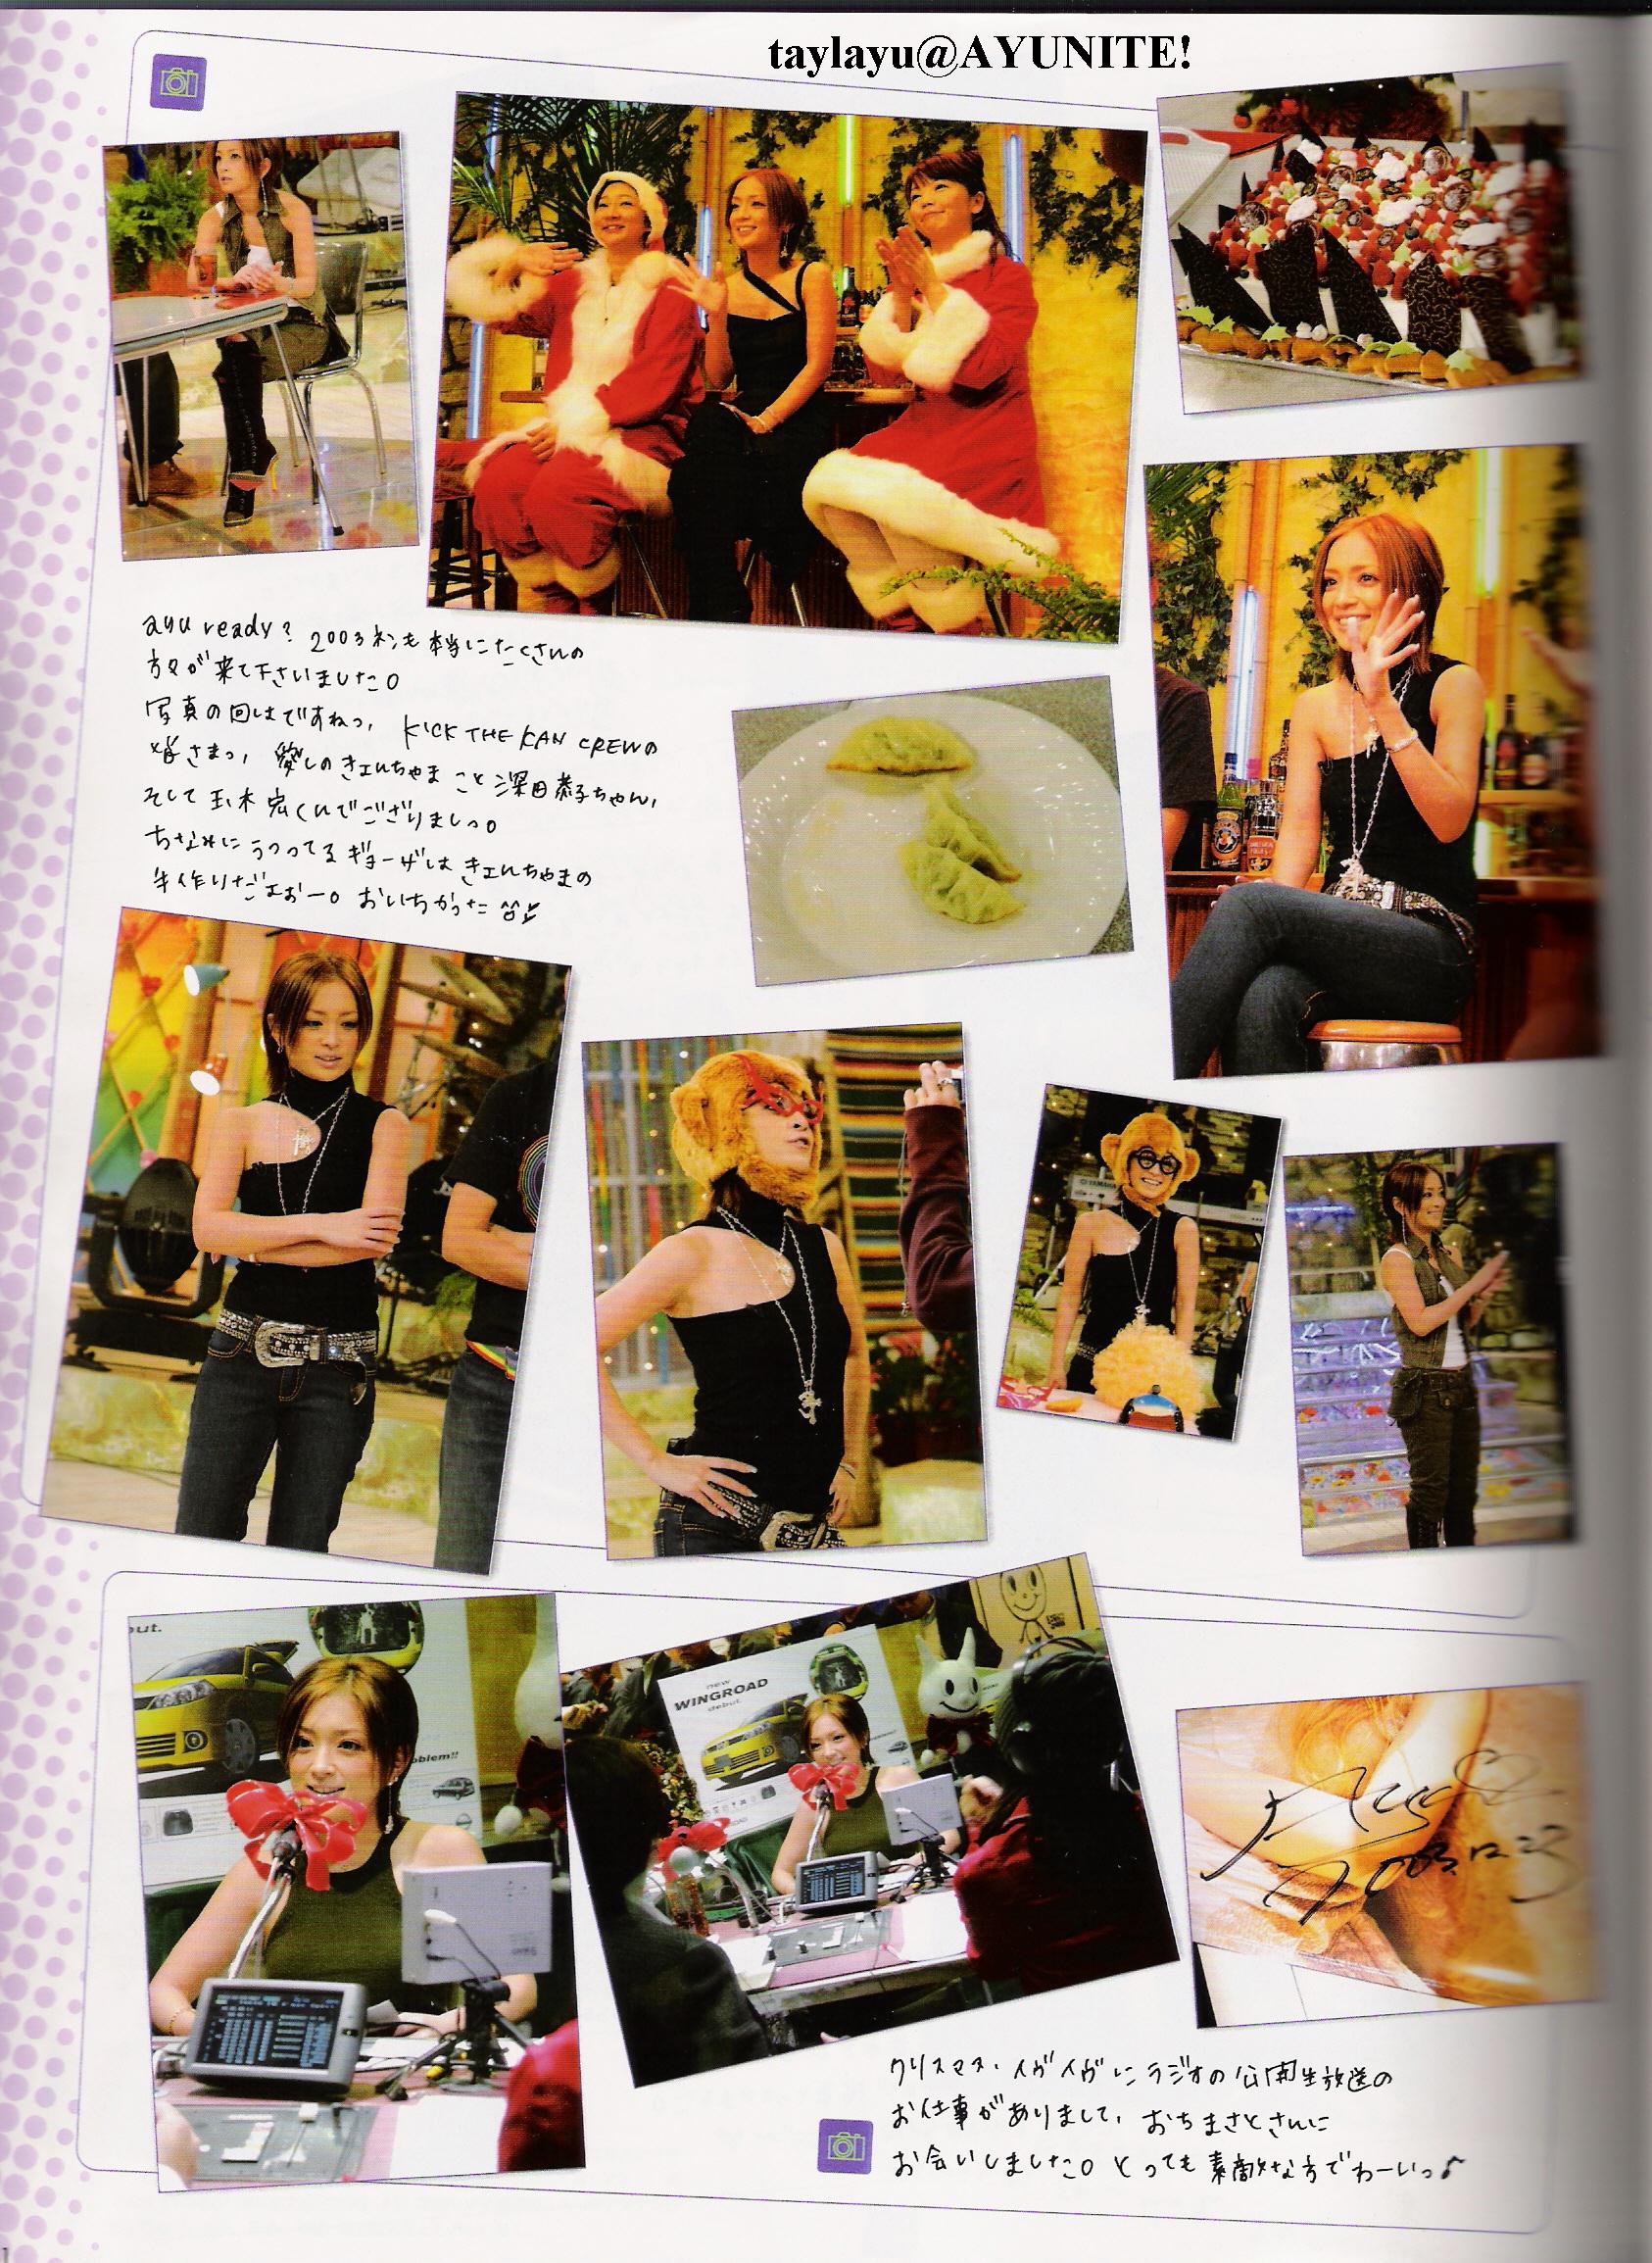 taylayu@AYUNITE!
ayu ready? 2003ネンも本当にたくさんの
方々が来て下さいました。
写真の回はですねっ, KICK THE KAN CREWの
皆さまっ, 愛しのきょんちゃま こと 深田恭子ちゃん,
そして 玉木宏くんでござりましっ。
ちなみに うつってる ギョーザは きょんちゃまの
手作りだよおー。おいちかった
out.
oblem!!
new
WINGROAD
debut.
YAMAHA
2003.12.23
クリスマス・イヴイヴに ラジオの 公開生放送の
お仕事がありまして, おちまさとさんに
お会いしました。とっても 素敵な方で わーいっ♪
1